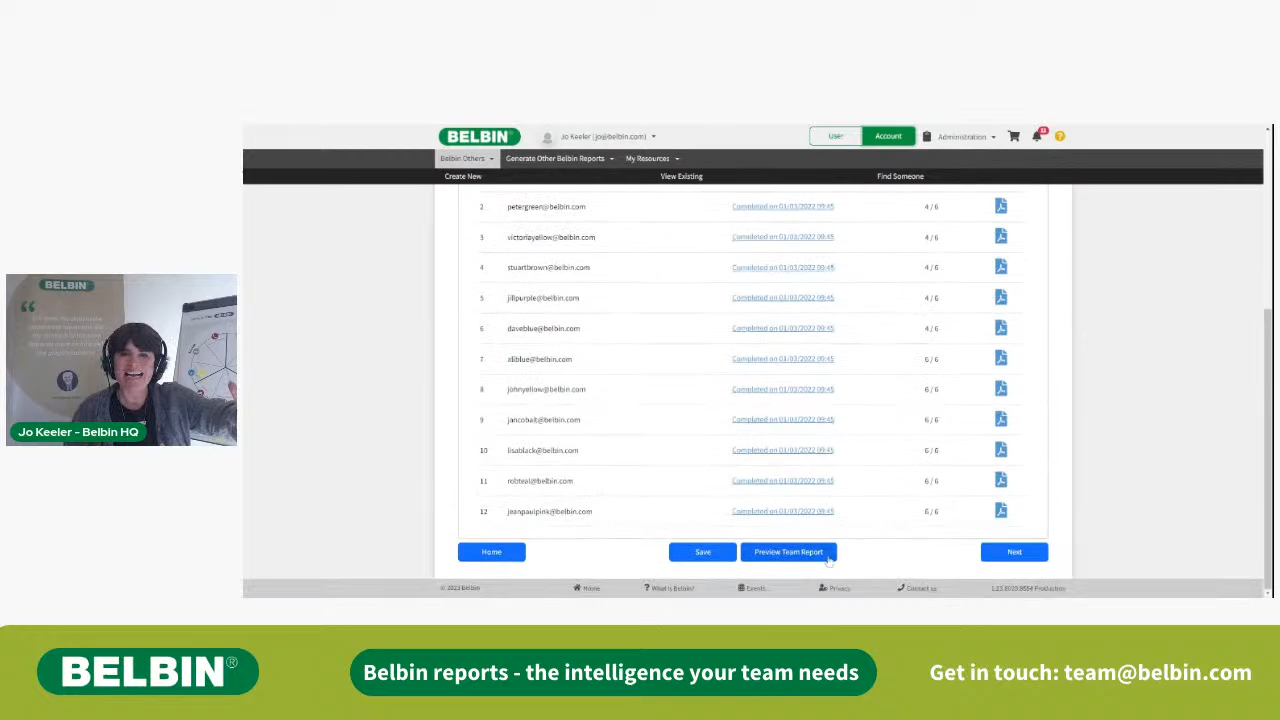 BELBIN
Jo Keeler (jo@belbin.com)
User
Account
Administration
Belbin Others
Generate Other Belbin Reports
My Resources
Create New
View Existing
Find Someone
2 petergreen@belbin.com Completed on 01/03/2022 09:45 4 / 6
3 victoriayellow@belbin.com Completed on 01/03/2022 09:45 4 / 6
4 stuartbrown@belbin.com Completed on 01/03/2022 09:45 4 / 6
5 jillpurple@belbin.com Completed on 01/03/2022 09:45 4 / 6
6 daveblue@belbin.com Completed on 01/03/2022 09:45 4 / 6
7 aliblue@belbin.com Completed on 01/03/2022 09:45 6 / 6
8 johnyellow@belbin.com Completed on 01/03/2022 09:45 6 / 6
9 jancobalt@belbin.com Completed on 01/03/2022 09:45 6 / 6
10 lisablack@belbin.com Completed on 01/03/2022 09:45 6 / 6
11 robteal@belbin.com Completed on 01/03/2022 09:45 6 / 6
12 jeanpaulpink@belbin.com Completed on 01/03/2022 09:45 6 / 6
Home
Save
Preview Team Report
Next
© 2023 Belbin
Home
What is Belbin?
Events
Privacy
Contact us
Production
BELBIN
Jo Keeler - Belbin HQ
BELBIN®
Belbin reports - the intelligence your team needs
Get in touch: team@belbin.com